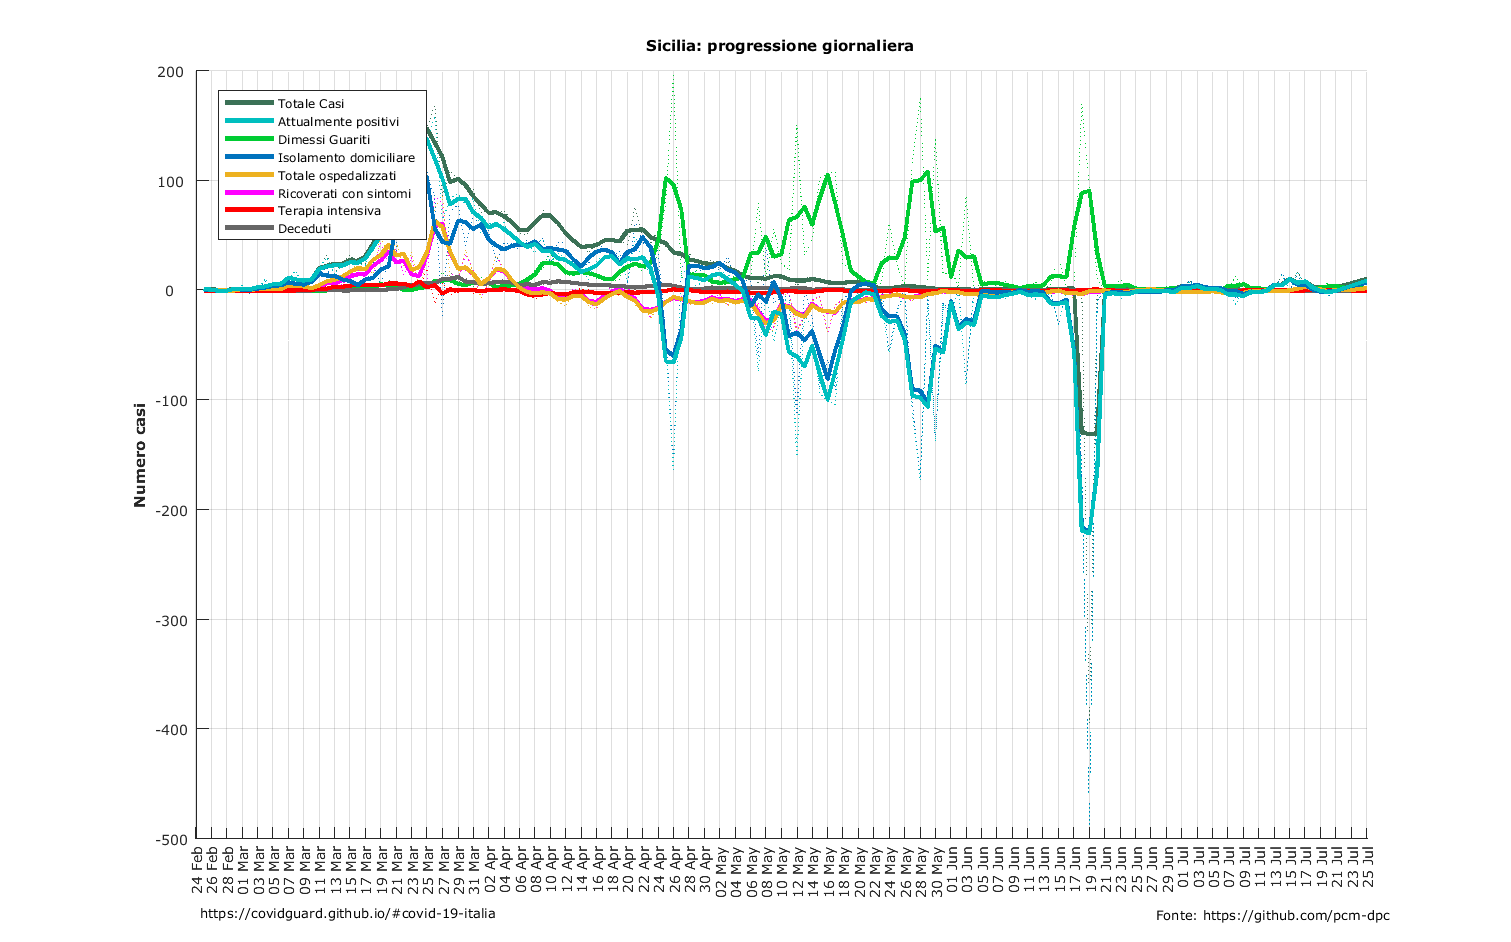 Sicilia: progressione giornaliera
Totale Casi
Attualmente positivi
Dimessi Guariti
Isolamento domiciliare
Totale ospedalizzati
Ricoverati con sintomi
Terapia intensiva
Deceduti
Numero casi
200
100
0
-100
-200
-300
-400
-500
24 Feb
26 Feb
28 Feb
01 Mar
03 Mar
05 Mar
07 Mar
09 Mar
11 Mar
13 Mar
15 Mar
17 Mar
19 Mar
21 Mar
23 Mar
25 Mar
27 Mar
29 Mar
31 Mar
02 Apr
04 Apr
06 Apr
08 Apr
10 Apr
12 Apr
14 Apr
16 Apr
18 Apr
20 Apr
22 Apr
24 Apr
26 Apr
28 Apr
30 Apr
02 May
04 May
06 May
08 May
10 May
12 May
14 May
16 May
18 May
20 May
22 May
24 May
26 May
28 May
30 May
01 Jun
03 Jun
05 Jun
07 Jun
09 Jun
11 Jun
13 Jun
15 Jun
17 Jun
19 Jun
21 Jun
23 Jun
25 Jun
27 Jun
29 Jun
01 Jul
03 Jul
05 Jul
07 Jul
09 Jul
11 Jul
13 Jul
15 Jul
17 Jul
19 Jul
21 Jul
23 Jul
25 Jul
https://covidguard.github.io/#covid-19-italia
Fonte: https://github.com/pcm-dpc